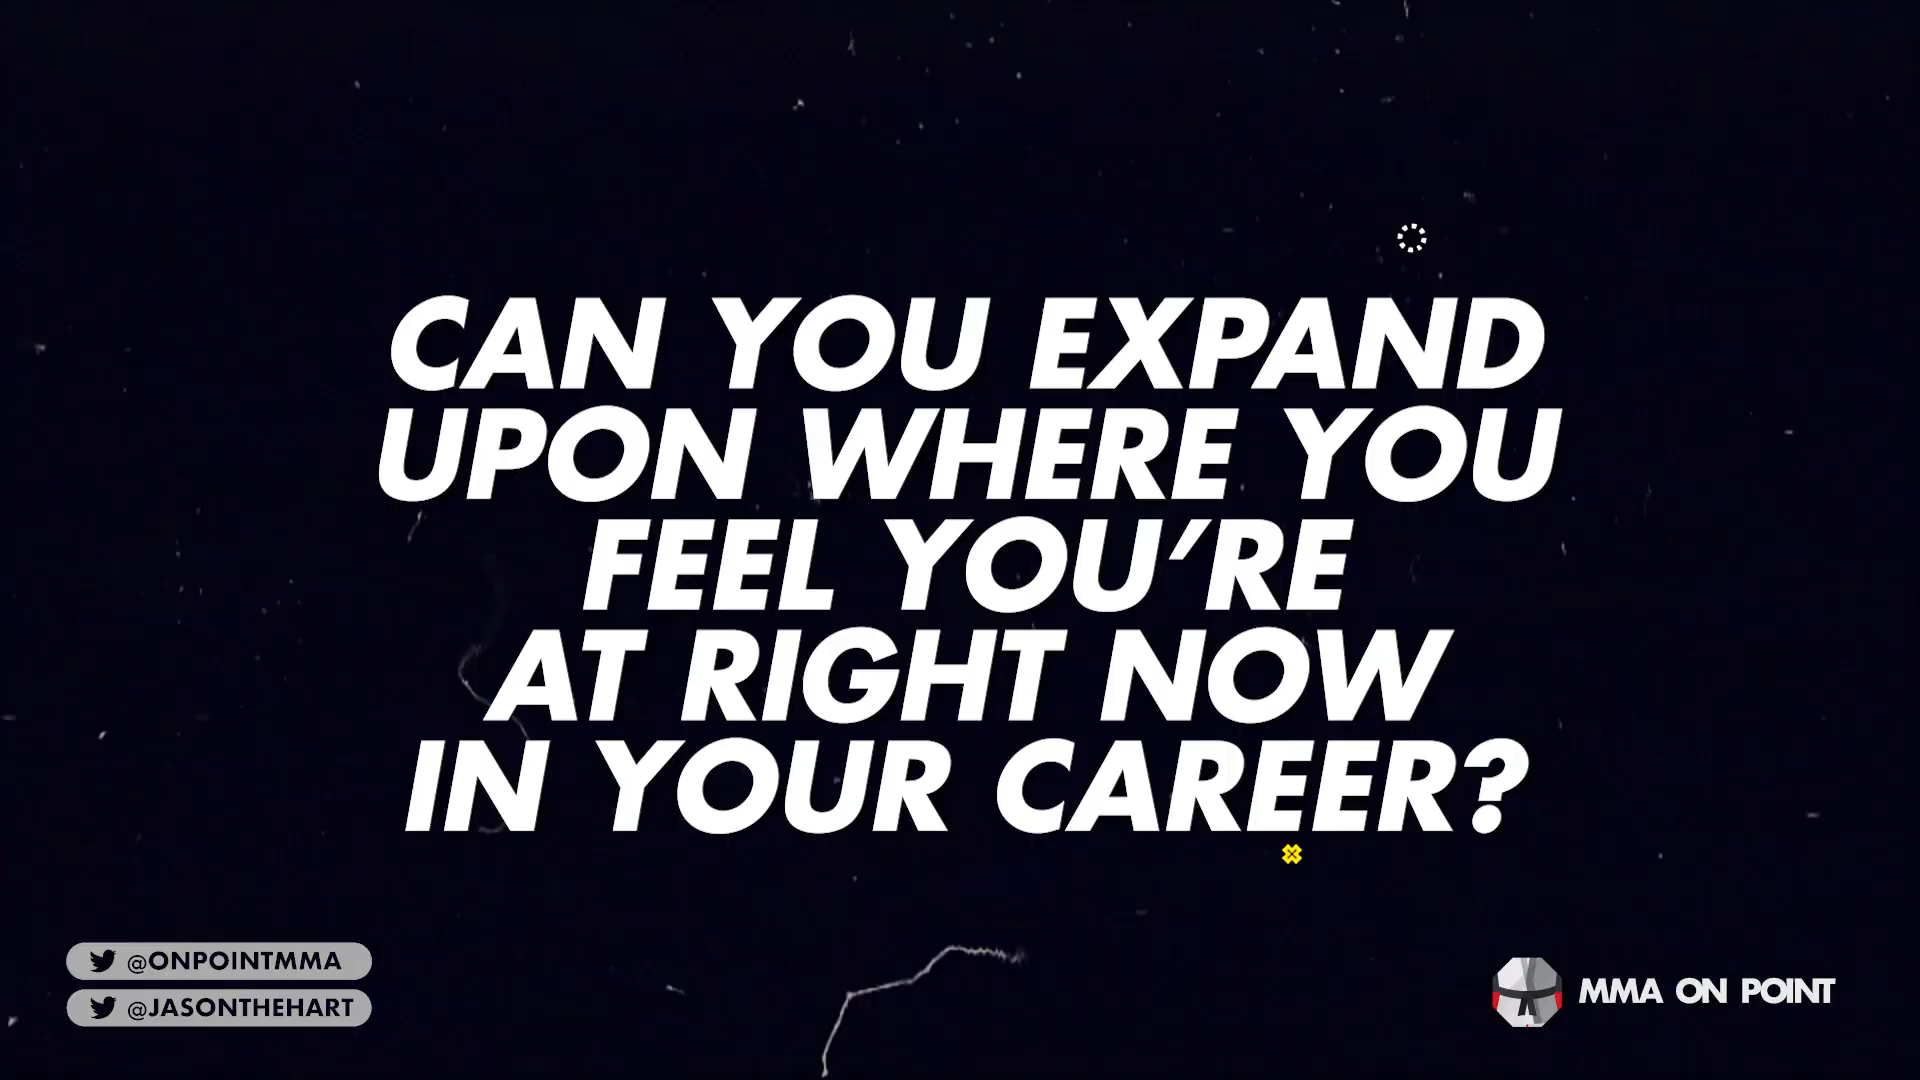 CAN YOU EXPAND
UPON WHERE YOU
FEEL YOU’RE
AT RIGHT NOW
IN YOUR CAREER?
@ONPOINTMMA
@JASONTHEHART
MMA ON POINT